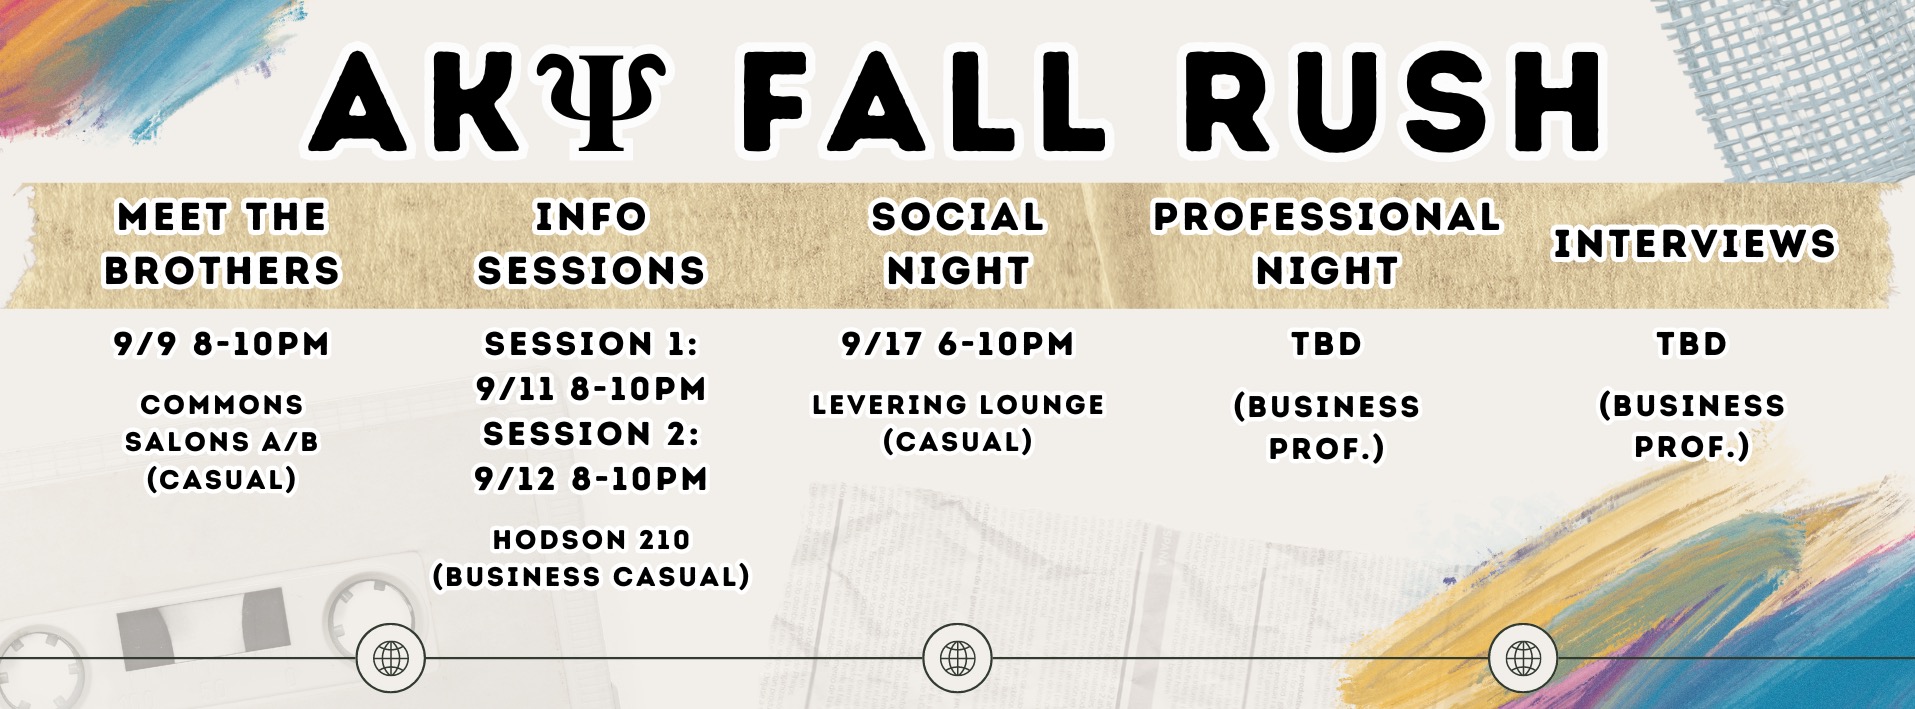 AKΨ FALL RUSH
MEET THE
BROTHERS
9/9 8-10PM
COMMONS
SALONS A/B
(CASUAL)
INFO
SESSIONS
SESSION 1:
9/11 8-10PM
SESSION 2:
9/12 8-10PM
HODSON 210
(BUSINESS CASUAL)
SOCIAL
NIGHT
9/17 6-10PM
LEVERING LOUNGE
(CASUAL)
PROFESSIONAL
NIGHT
TBD
(BUSINESS
PROF.)
INTERVIEWS
TBD
(BUSINESS
PROF.)